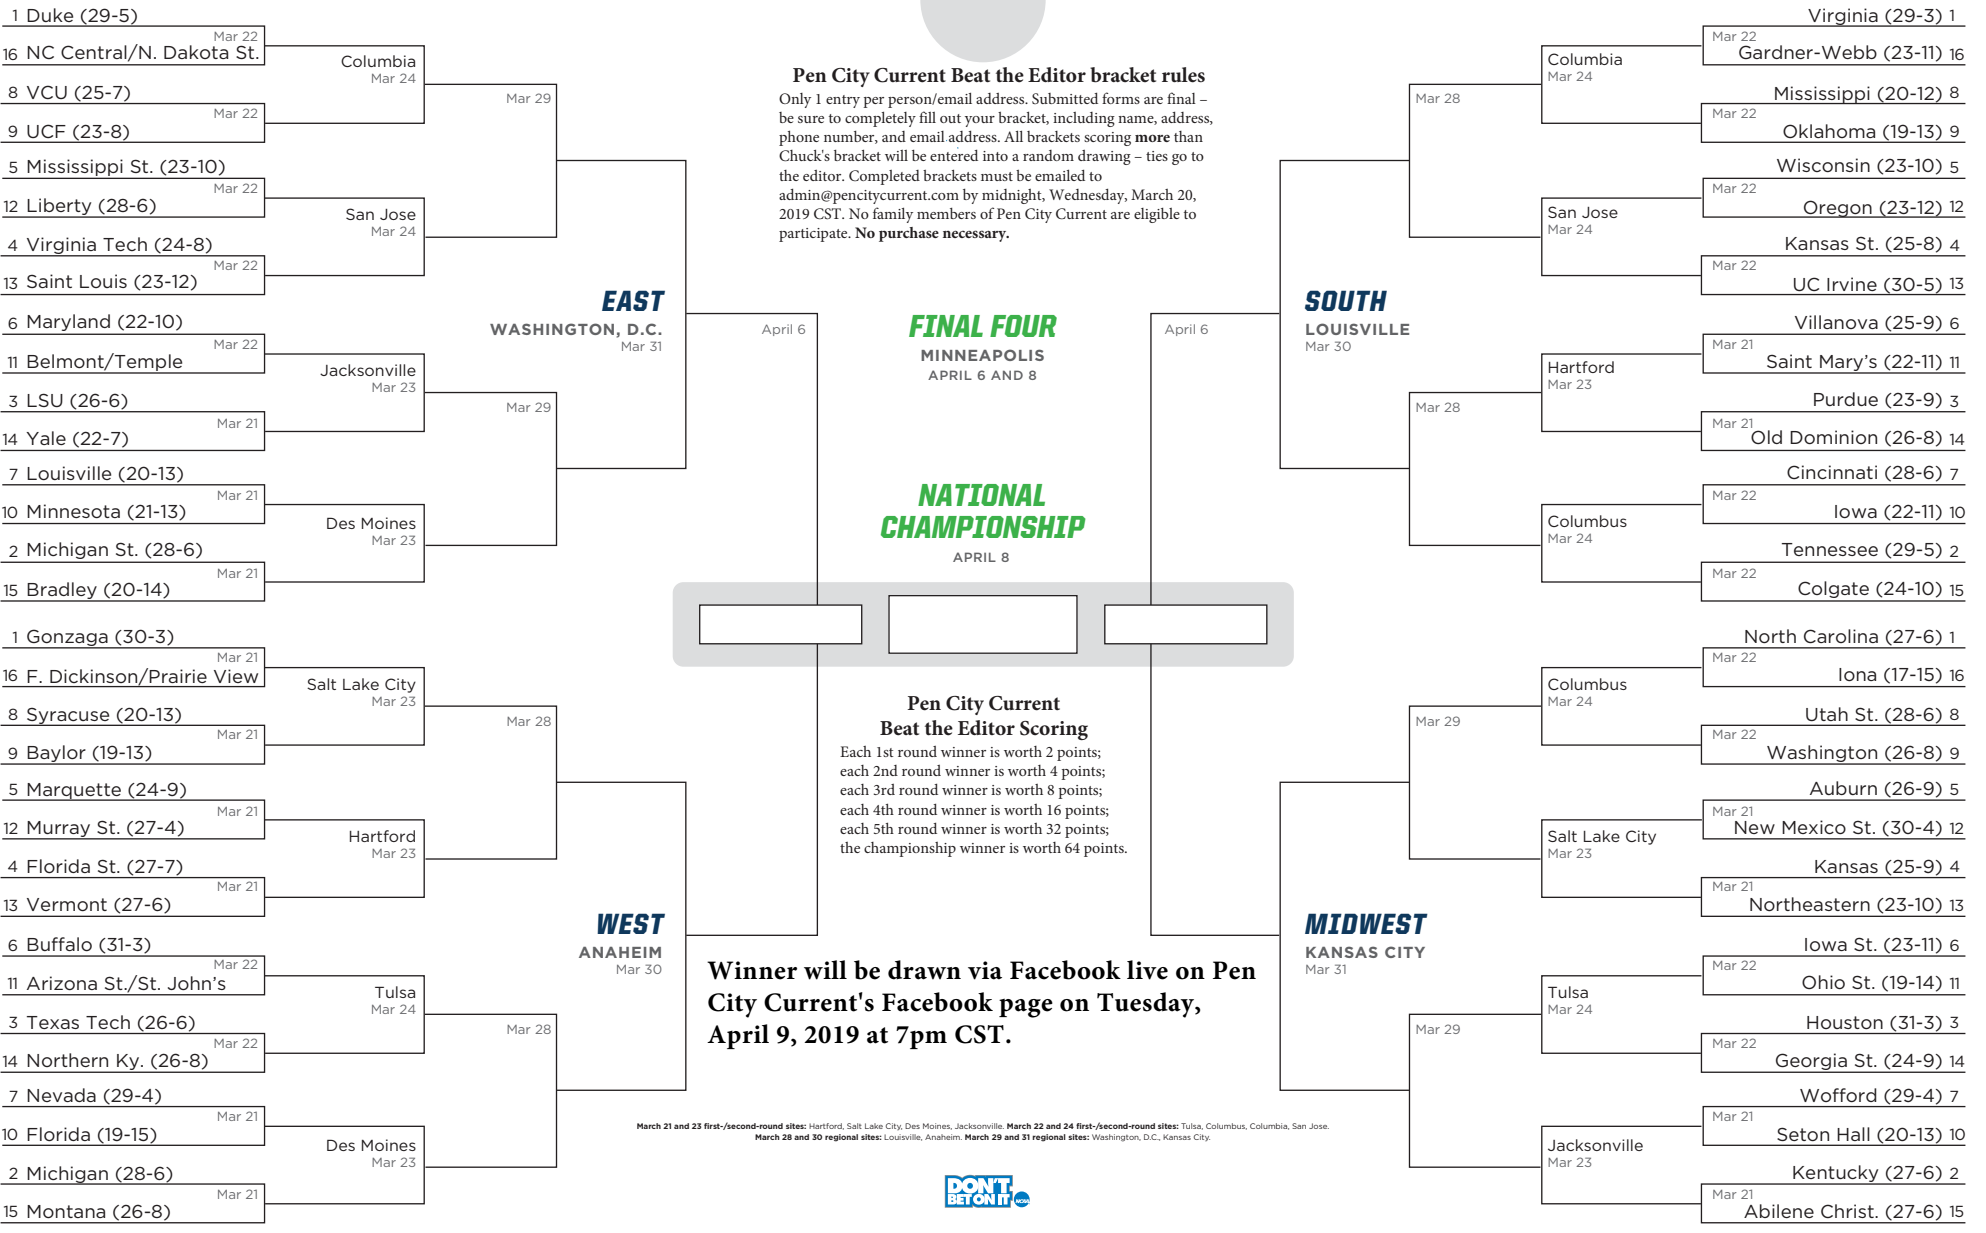 1 Duke (29-5)
Mar 22
16 NC Central/N. Dakota St.
Columbia
Mar 24
8 VCU (25-7)
Mar 22
9 UCF (23-8)
Mar 29
5 Mississippi St. (23-10)
Mar 22
12 Liberty (28-6)
San Jose
Mar 24
4 Virginia Tech (24-8)
Mar 22
13 Saint Louis (23-12)
EAST
WASHINGTON, D.C.
Mar 31
6 Maryland (22-10)
Mar 22
11 Belmont/Temple
Jacksonville
Mar 23
3 LSU (26-6)
Mar 21
14 Yale (22-7)
Mar 29
7 Louisville (20-13)
Mar 21
10 Minnesota (21-13)
Des Moines
Mar 23
2 Michigan St. (28-6)
Mar 21
15 Bradley (20-14)
April 6
1 Gonzaga (30-3)
Mar 21
16 F. Dickinson/Prairie View
Salt Lake City
Mar 23
8 Syracuse (20-13)
Mar 21
9 Baylor (19-13)
Mar 28
5 Marquette (24-9)
Mar 21
12 Murray St. (27-4)
Hartford
Mar 23
4 Florida St. (27-7)
Mar 21
13 Vermont (27-6)
WEST
ANAHEIM
Mar 30
6 Buffalo (31-3)
Mar 22
11 Arizona St./St. John's
Tulsa
Mar 24
3 Texas Tech (26-6)
Mar 22
14 Northern Ky. (26-8)
Mar 28
7 Nevada (29-4)
Mar 21
10 Florida (19-15)
Des Moines
Mar 23
2 Michigan (28-6)
Mar 21
15 Montana (26-8)
Pen City Current Beat the Editor bracket rules
Only 1 entry per person/email address. Submitted forms are final –
be sure to completely fill out your bracket, including name, address,
phone number, and email address. All brackets scoring more than
Chuck's bracket will be entered into a random drawing – ties go to
the editor. Completed brackets must be emailed to
admin@pencitycurrent.com by midnight, Wednesday, March 20,
2019 CST. No family members of Pen City Current are eligible to
participate. No purchase necessary.
FINAL FOUR
MINNEAPOLIS
APRIL 6 AND 8
NATIONAL
CHAMPIONSHIP
APRIL 8
Pen City Current
Beat the Editor Scoring
Each 1st round winner is worth 2 points;
each 2nd round winner is worth 4 points;
each 3rd round winner is worth 8 points;
each 4th round winner is worth 16 points;
each 5th round winner is worth 32 points;
the championship winner is worth 64 points.
Winner will be drawn via Facebook live on Pen
City Current's Facebook page on Tuesday,
April 9, 2019 at 7pm CST.
March 21 and 23 first-/second-round sites: Hartford, Salt Lake City, Des Moines, Jacksonville. March 22 and 24 first-/second-round sites: Tulsa, Columbus, Columbia, San Jose.
March 28 and 30 regional sites: Louisville, Anaheim. March 29 and 31 regional sites: Washington, D.C., Kansas City.
DON'T
BET ON IT
NCAA
Virginia (29-3) 1
Mar 22
Gardner-Webb (23-11) 16
Columbia
Mar 24
Mississippi (20-12) 8
Mar 22
Oklahoma (19-13) 9
Mar 28
Wisconsin (23-10) 5
Mar 22
Oregon (23-12) 12
San Jose
Mar 24
Kansas St. (25-8) 4
Mar 22
UC Irvine (30-5) 13
SOUTH
LOUISVILLE
Mar 30
Villanova (25-9) 6
Mar 21
Saint Mary's (22-11) 11
Hartford
Mar 23
Purdue (23-9) 3
Mar 21
Old Dominion (26-8) 14
Mar 28
Cincinnati (28-6) 7
Mar 22
Iowa (22-11) 10
Columbus
Mar 24
Tennessee (29-5) 2
Mar 22
Colgate (24-10) 15
April 6
North Carolina (27-6) 1
Mar 22
Iona (17-15) 16
Columbus
Mar 24
Utah St. (28-6) 8
Mar 22
Washington (26-8) 9
Mar 29
Auburn (26-9) 5
Mar 21
New Mexico St. (30-4) 12
Salt Lake City
Mar 23
Kansas (25-9) 4
Mar 21
Northeastern (23-10) 13
MIDWEST
KANSAS CITY
Mar 31
Iowa St. (23-11) 6
Mar 22
Ohio St. (19-14) 11
Tulsa
Mar 24
Houston (31-3) 3
Mar 22
Georgia St. (24-9) 14
Mar 29
Wofford (29-4) 7
Mar 21
Seton Hall (20-13) 10
Jacksonville
Mar 23
Kentucky (27-6) 2
Mar 21
Abilene Christ. (27-6) 15